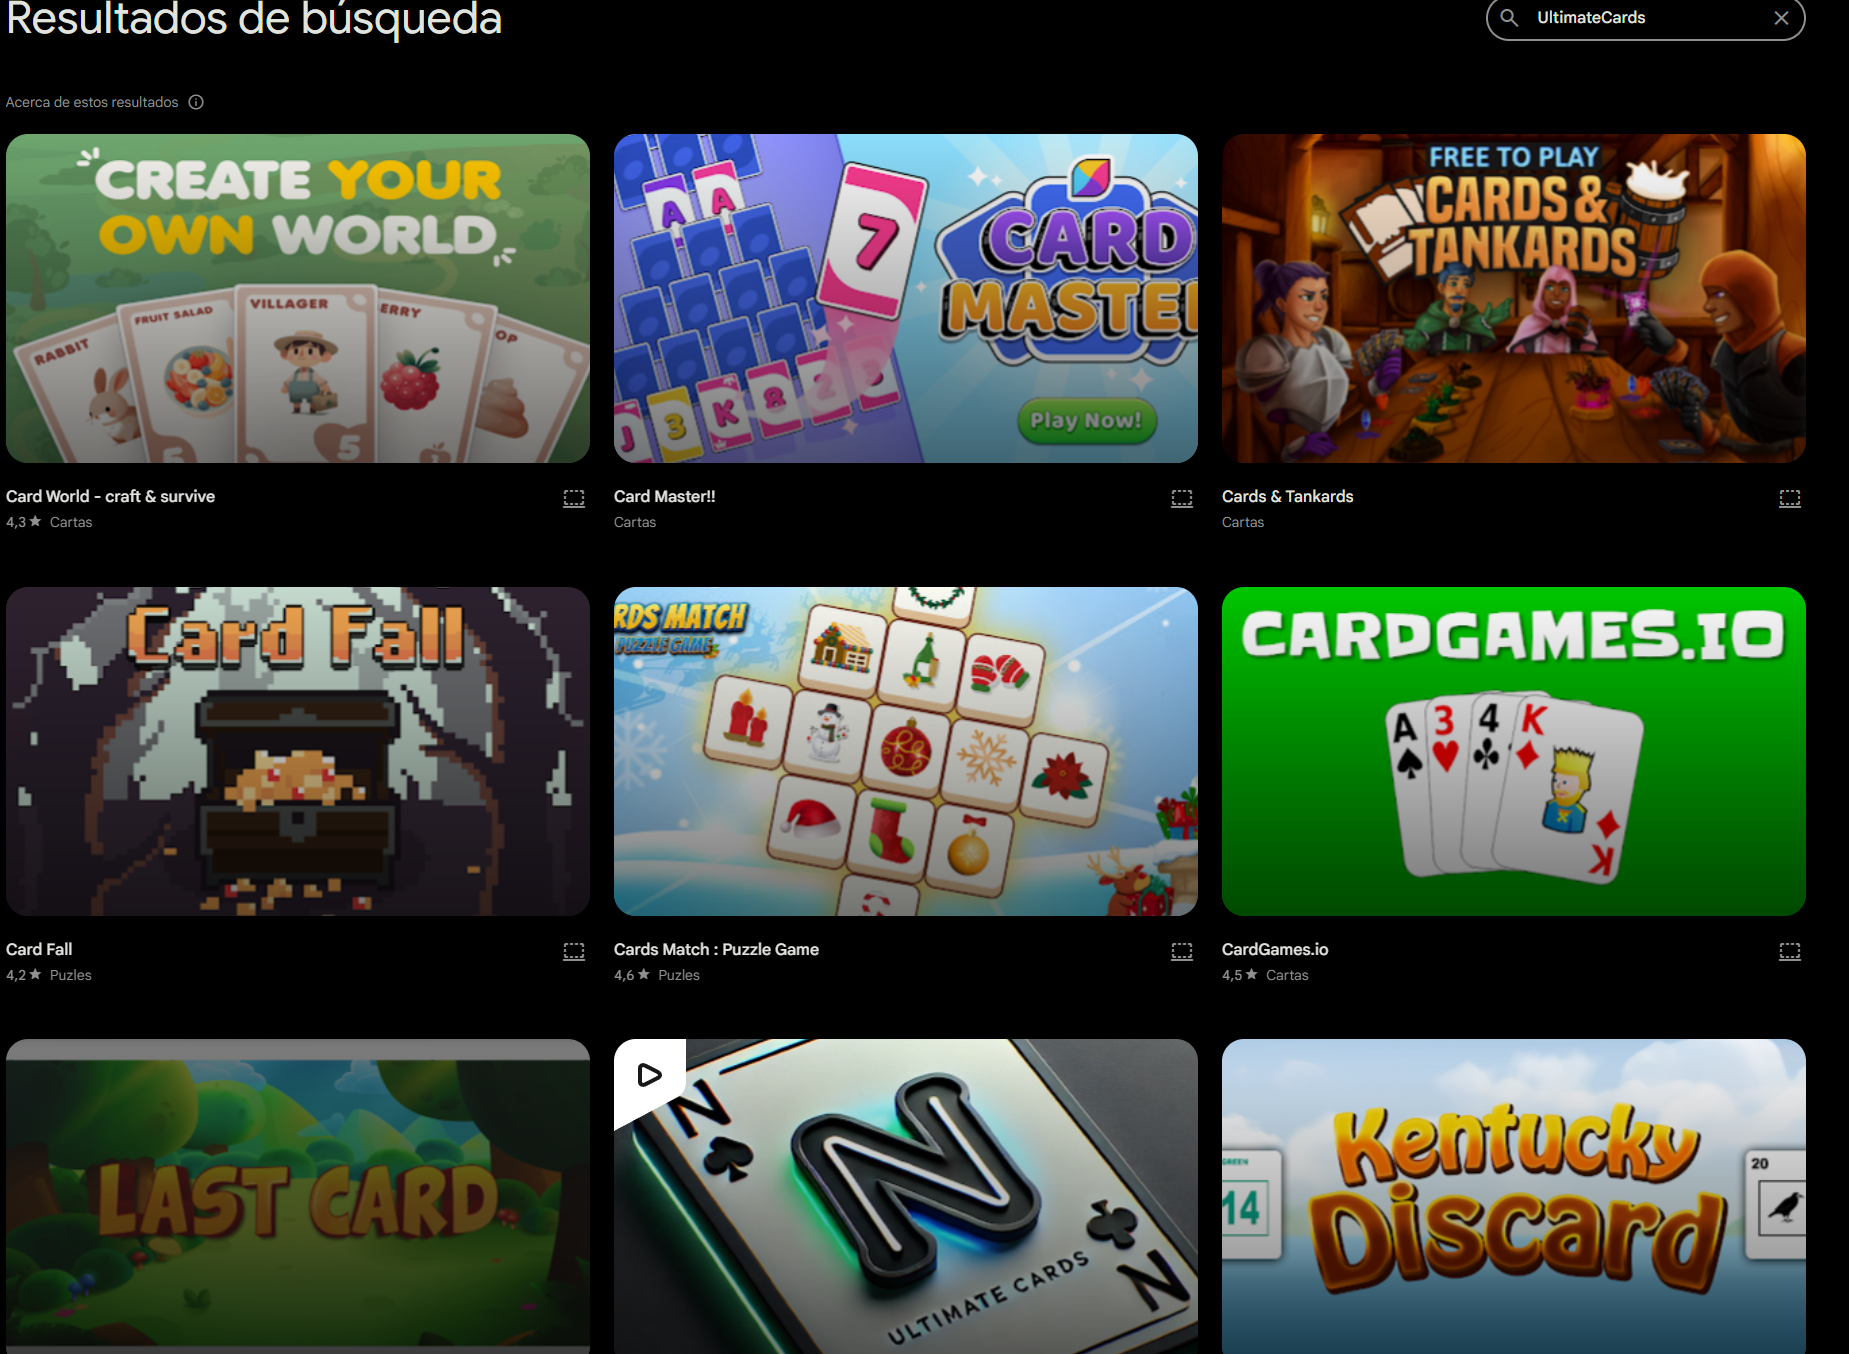 Resultados de búsqueda
UltimateCards
Acerca de estos resultados
CREATE YOUR
OWN WORLD
RABBIT
FRUIT SALAD
VILLAGER
ERRY
OP
5
5
A
A
7
J
3
K
8
2
CARD
MASTE
Play Now!
FREE TO PLAY
CARDS &
TANKARDS
Card World - craft & survive
4,3 ★ Cartas
Card Master!!
Cartas
Cards & Tankards
Cartas
Card Fall
RDS MATCH
PUZZLE GAME
CARDGAMES.IO
A
3
4
K
K
Card Fall
4,2 ★ Puzles
Cards Match : Puzzle Game
4,6 ★ Puzles
CardGames.io
4,5 ★ Cartas
LAST CARD
N
N
N
ULTIMATE CARDS
Kentucky
Discard
GREEN
14
20